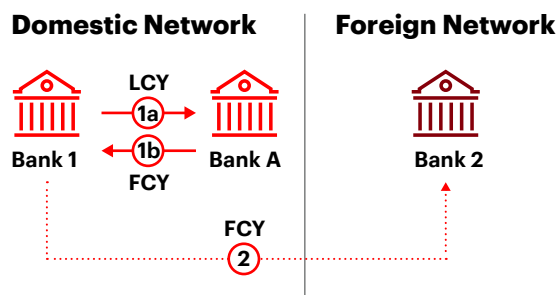 Domestic Network
Foreign Network
LCY
1a
1b
Bank 1
Bank A
Bank 2
FCY
FCY
2